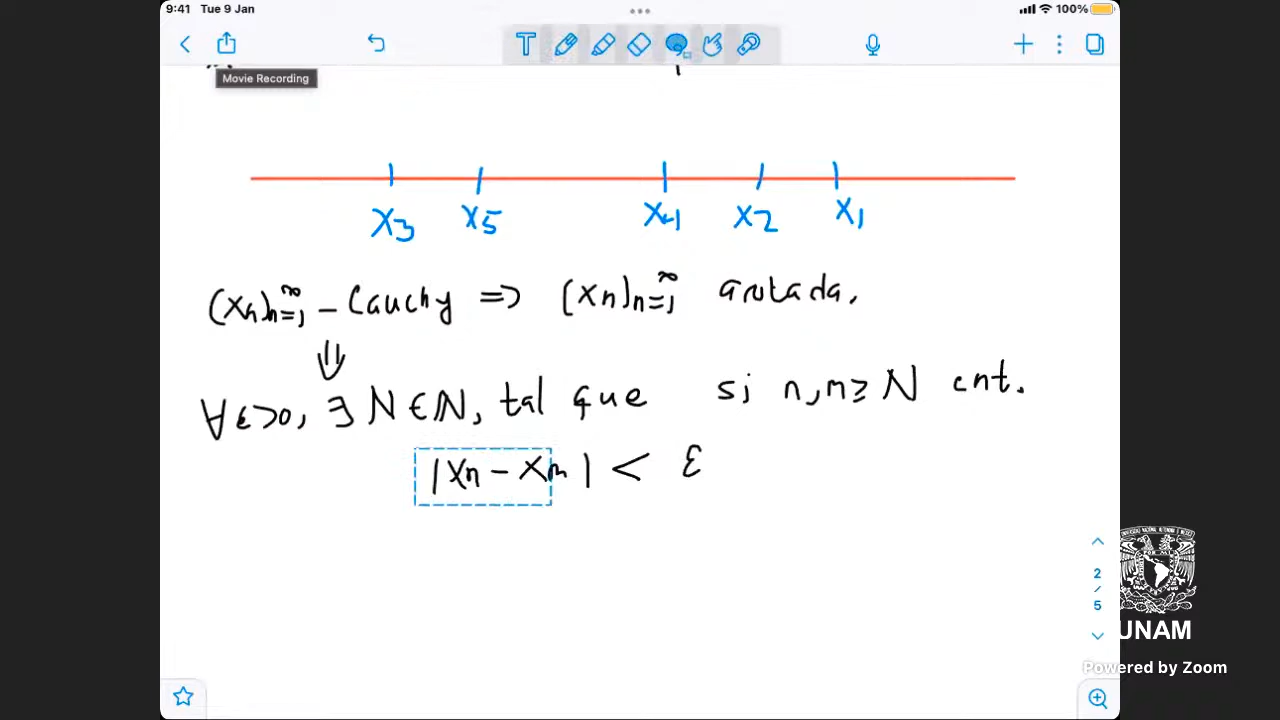 9:41 Tue 9 Jan
100%
T
Movie Recording
x3 x5 x4 x2 x1
(xn)n=1^∞ – Cauchy ⇒ (xn)n=1^∞ acotada.
⇓
∀ε>0, ∃ N∈ℕ, tal que si n,m≥N ent.
|xn - xm| < ε
2
5
UNAM
Powered by Zoom